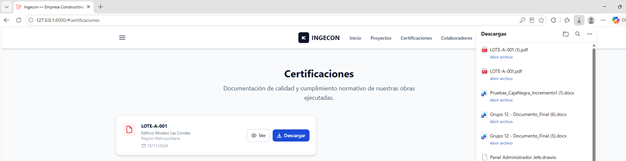 Ingecon — Empresa Constructora
127.0.0.1:8000/#certificaciones
INGECON
Inicio
Proyectos
Certificaciones
Colaboradores
Certificaciones
Documentación de calidad y cumplimiento normativo de nuestras obras
ejecutadas.
LOTE-A-001
Edificio Mirador Las Condes
Región Metropolitana
15/11/2024
Ver
Descargar
Descargas
LOTE-A-001 (1).pdf
Abrir archivo
LOTE-A-001.pdf
Abrir archivo
Pruebas_CajaNegra_Incremento1 (1).docx
Abrir archivo
Grupo 12 - Documento_Final (6).docx
Abrir archivo
Grupo 12 - Documento_Final (5).docx
Abrir archivo
Panel Administrador Jefe.drawio